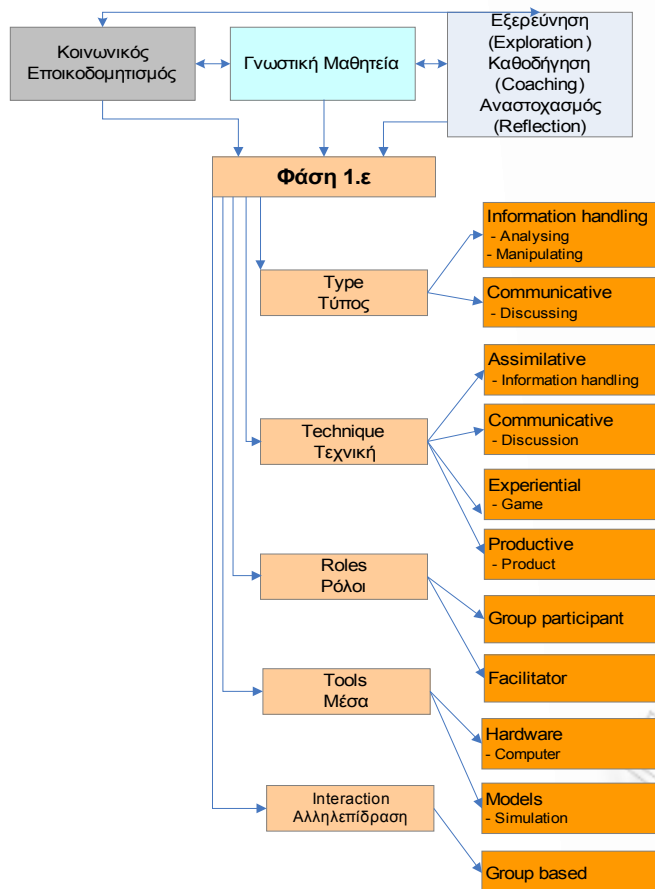 Κοινωνικός
Εποικοδομητισμός
Γνωστική Μαθητεία
Εξερεύνηση
(Exploration)
Καθοδήγηση
(Coaching)
Αναστοχασμός
(Reflection)
Φάση 1.ε
Type
Τύπος
Information handling
- Analysing
- Manipulating
Communicative
- Discussing
Technique
Τεχνική
Assimilative
- Information handling
Communicative
- Discussion
Experiential
- Game
Productive
- Product
Roles
Ρόλοι
Group participant
Facilitator
Tools
Μέσα
Hardware
- Computer
Models
- Simulation
Interaction
Αλληλεπίδραση
Group based